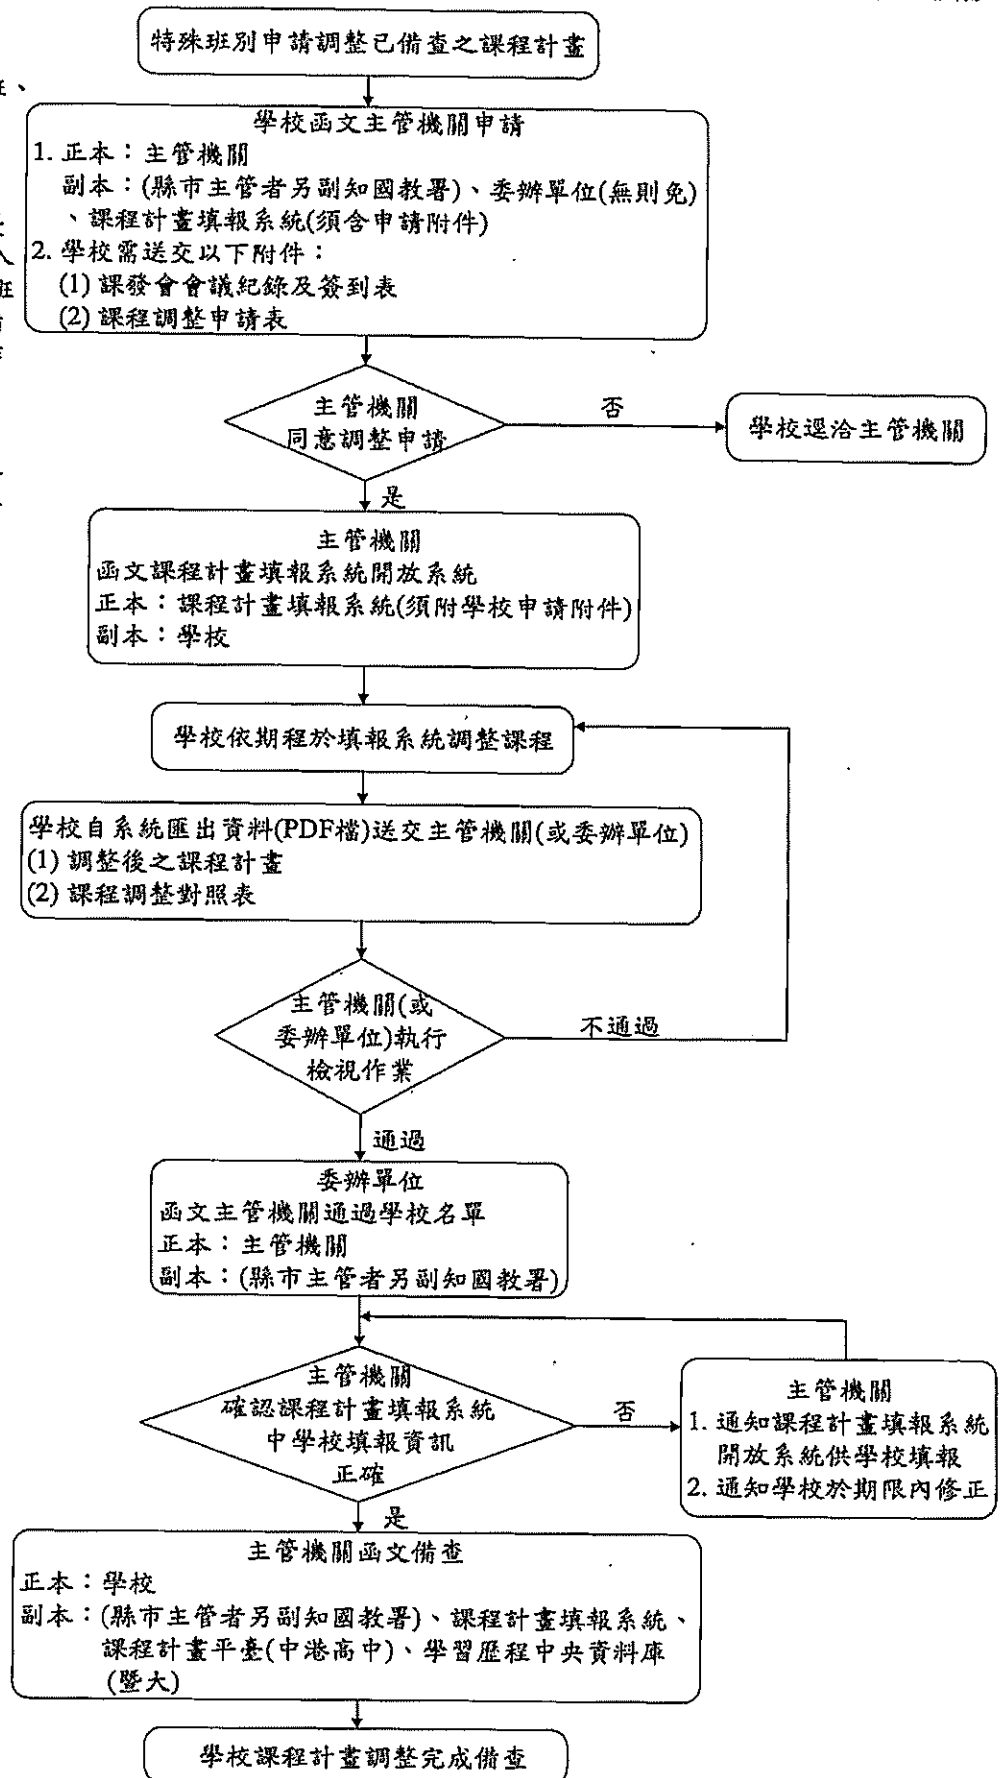 特殊班別申請調整已備查之課程計畫
學校函文主管機關申請
1. 正本：主管機關
副本：(縣市主管者另副知國教署)、委辦單位(無則免)
、課程計畫填報系統(須含申請附件)
2. 學校需送交以下附件：
(1) 課發會會議紀錄及簽到表
(2) 課程調整申請表
主管機關
同意調整申請
否
學校逕洽主管機關
是
主管機關
函文課程計畫填報系統開放系統
正本：課程計畫填報系統(須附學校申請附件)
副本：學校
學校依期程於填報系統調整課程
學校自系統匯出資料(PDF檔)送交主管機關(或委辦單位)
(1) 調整後之課程計畫
(2) 課程調整對照表
主管機關(或
委辦單位)執行
檢視作業
不通過
通過
委辦單位
函文主管機關通過學校名單
正本：主管機關
副本：(縣市主管者另副知國教署)
主管機關
確認課程計畫填報系統
中學校填報資訊
正確
否
主管機關
1. 通知課程計畫填報系統
開放系統供學校填報
2. 通知學校於期限內修正
是
主管機關函文備查
正本：學校
副本：(縣市主管者另副知國教署)、課程計畫填報系統、
課程計畫平臺(中港高中)、學習歷程中央資料庫
(暨大)
學校課程計畫調整完成備查